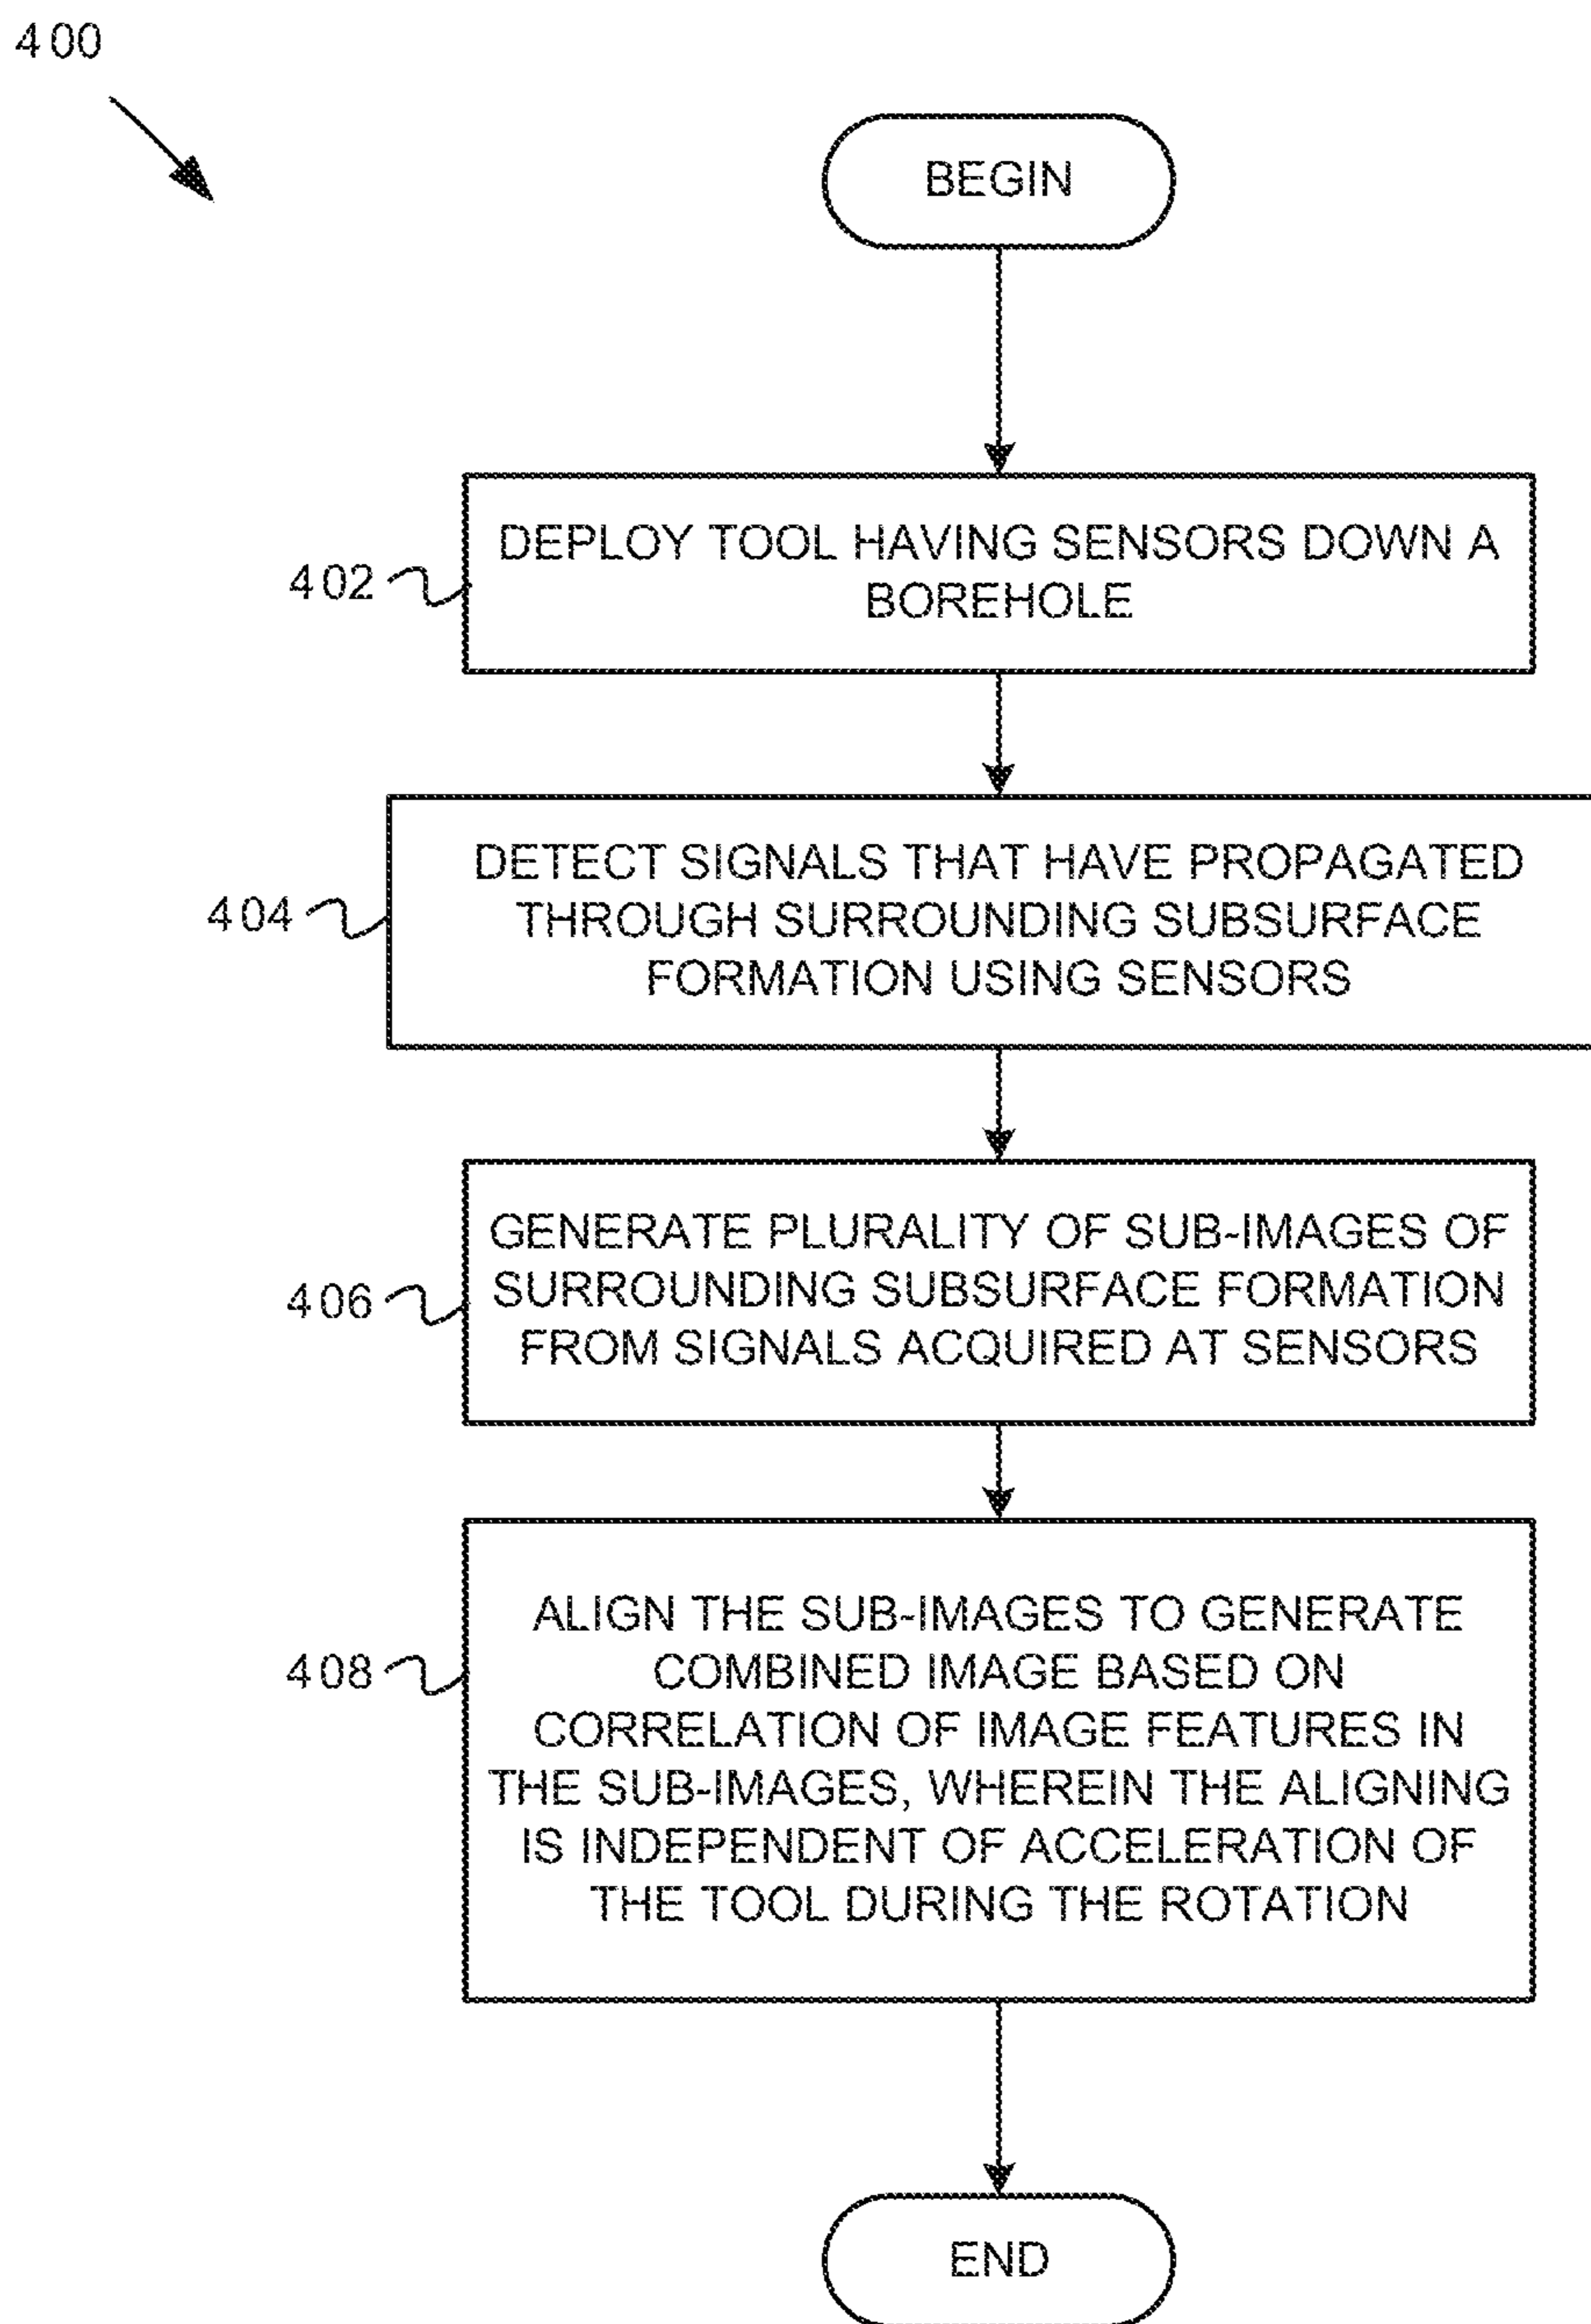 400
BEGIN
402
DEPLOY TOOL HAVING SENSORS DOWN A
BOREHOLE
404
DETECT SIGNALS THAT HAVE PROPAGATED
THROUGH SURROUNDING SUBSURFACE
FORMATION USING SENSORS
406
GENERATE PLURALITY OF SUB-IMAGES OF
SURROUNDING SUBSURFACE FORMATION
FROM SIGNALS ACQUIRED AT SENSORS
408
ALIGN THE SUB-IMAGES TO GENERATE
COMBINED IMAGE BASED ON
CORRELATION OF IMAGE FEATURES IN
THE SUB-IMAGES, WHEREIN THE ALIGNING
IS INDEPENDENT OF ACCELERATION OF
THE TOOL DURING THE ROTATION
END